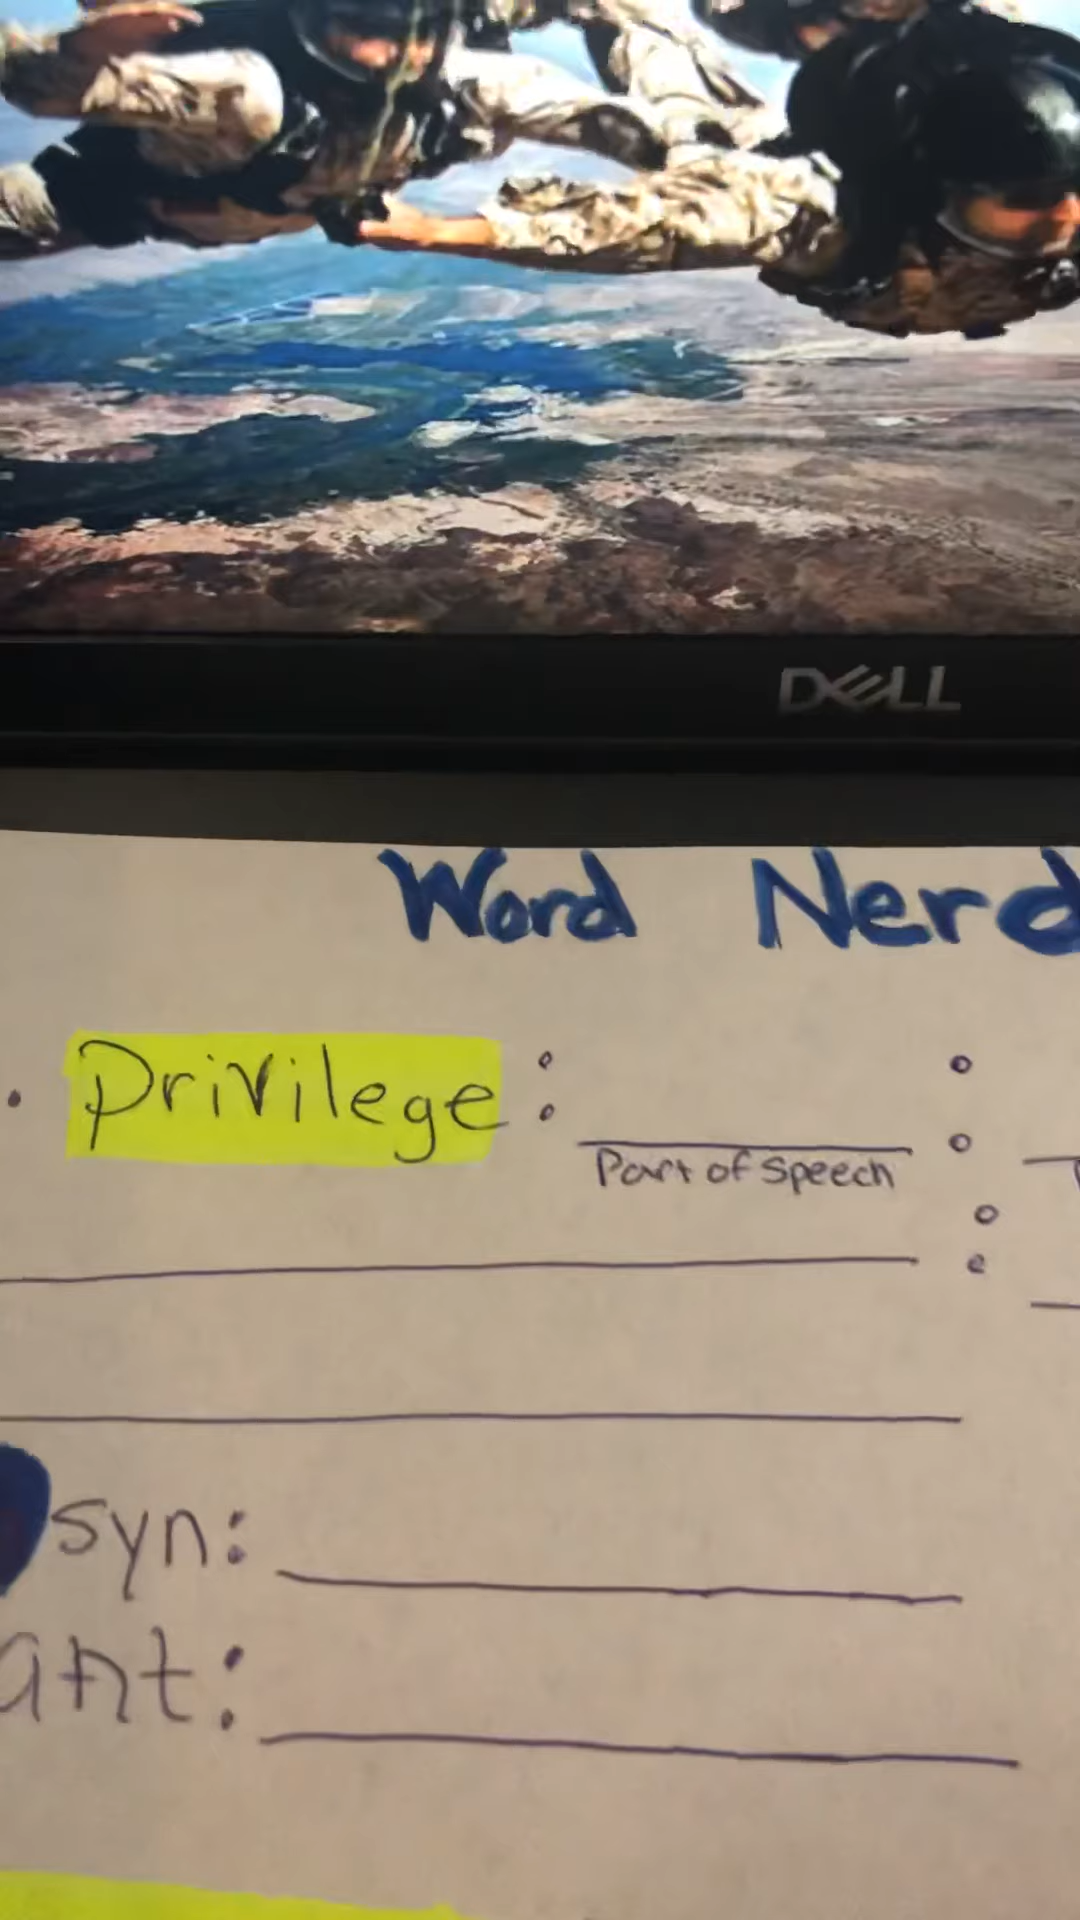 DELL
Word Nerd
. Privilege :
Part of Speech
syn:
ant: